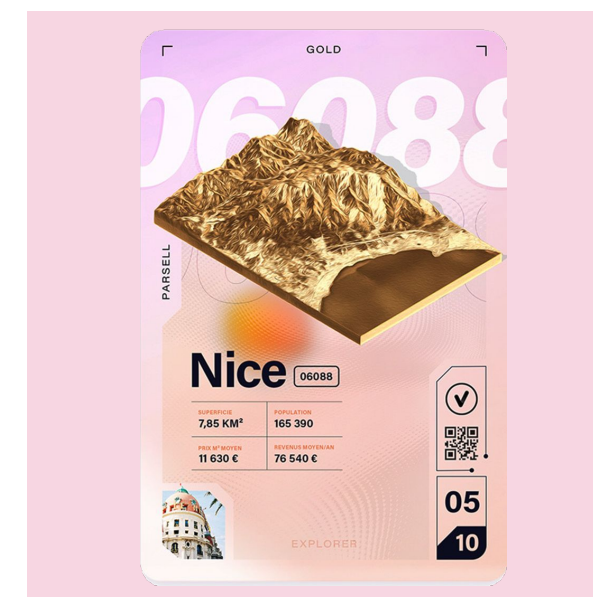 GOLD
06088
PARSELL
Nice
06088
SUPERFICIE
7,85 KM²
POPULATION
165 390
PRIX M² MOYEN
11 630 €
REVENUS MOYEN/AN
76 540 €
05
10
EXPLORER